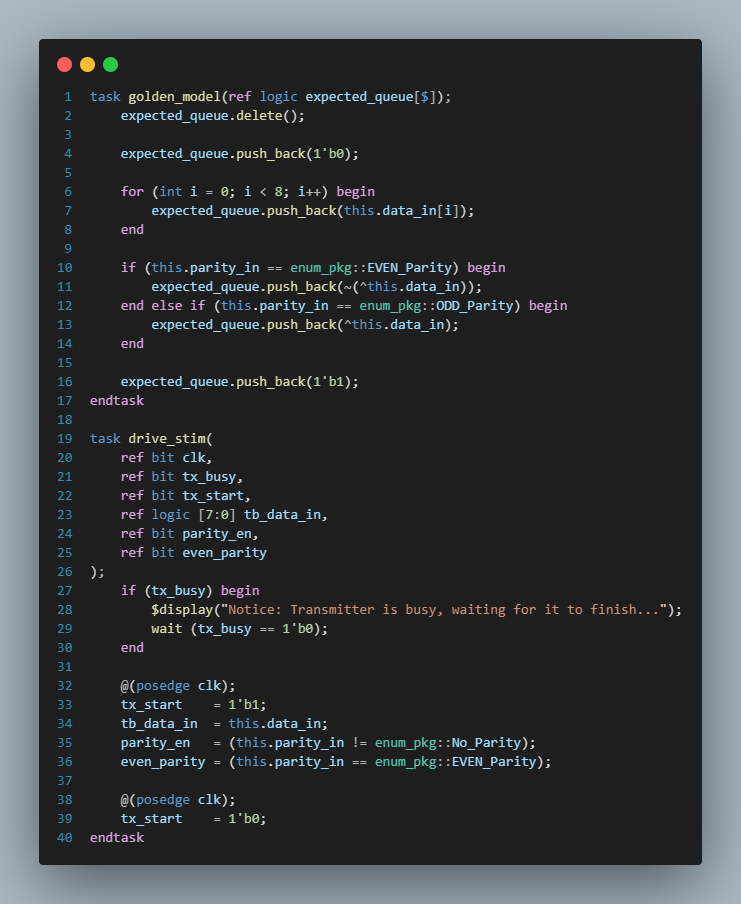 1 task golden_model(ref logic expected_queue[$]);
2     expected_queue.delete();
3
4     expected_queue.push_back(1'b0);
5
6     for (int i = 0; i < 8; i++) begin
7         expected_queue.push_back(this.data_in[i]);
8     end
9
10     if (this.parity_in == enum_pkg::EVEN_Parity) begin
11         expected_queue.push_back(~(^this.data_in));
12     end else if (this.parity_in == enum_pkg::ODD_Parity) begin
13         expected_queue.push_back(^this.data_in);
14     end
15
16     expected_queue.push_back(1'b1);
17 endtask
18
19 task drive_stim(
20     ref bit clk,
21     ref bit tx_busy,
22     ref bit tx_start,
23     ref logic [7:0] tb_data_in,
24     ref bit parity_en,
25     ref bit even_parity
26 );
27     if (tx_busy) begin
28         $display("Notice: Transmitter is busy, waiting for it to finish...");
29         wait (tx_busy == 1'b0);
30     end
31
32     @(posedge clk);
33     tx_start    = 1'b1;
34     tb_data_in  = this.data_in;
35     parity_en   = (this.parity_in != enum_pkg::No_Parity);
36     even_parity = (this.parity_in == enum_pkg::EVEN_Parity);
37
38     @(posedge clk);
39     tx_start    = 1'b0;
40 endtask